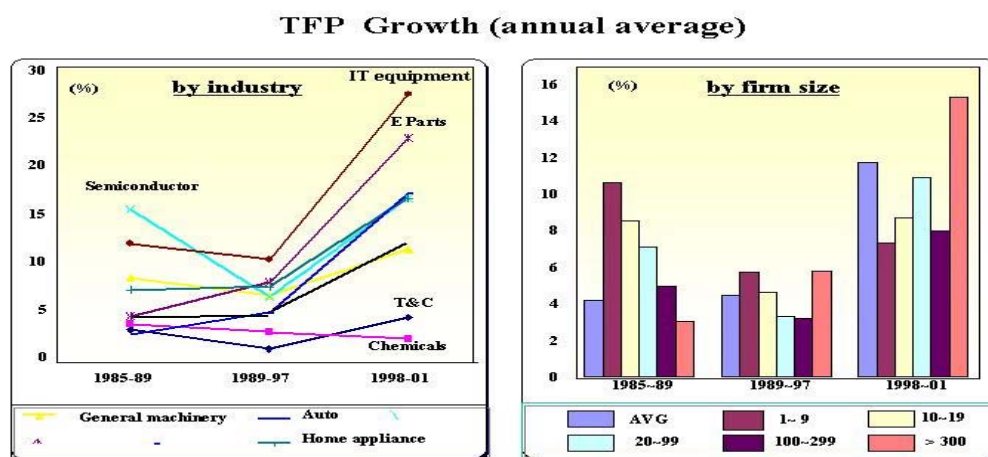 TFP Growth (annual average)
30
25
20
15
10
5
0
(%)
by industry
IT equipment
E Parts
Semiconductor
T&C
Chemicals
1985-89
1989-97
1998-01
General machinery
Auto
Home appliance
16
14
12
10
8
6
4
2
0
(%)
by firm size
1985~89
1989~97
1998~01
AVG
1~ 9
10~19
20~99
100~299
> 300